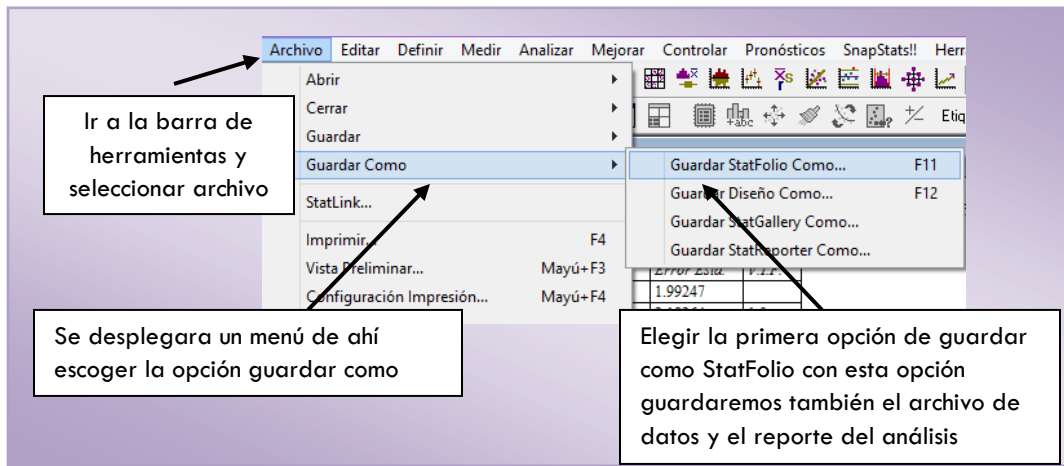 Archivo Editar Definir Medir Analizar Mejorar Controlar Pronósticos SnapStats!! Herr
Abrir
Cerrar
Guardar
Guardar Como
StatLink...
Imprimir... F4
Vista Preliminar... Mayú+F3
Configuración Impresión... Mayú+F4
Etiq
Guardar StatFolio Como... F11
Guardar Diseño Como... F12
Guardar StatGallery Como...
Guardar StatReporter Como...
Error Está. V.I.F.
1.99247
Ir a la barra de
herramientas y
seleccionar archivo
Se desplegara un menú de ahí
escoger la opción guardar como
Elegir la primera opción de guardar
como StatFolio con esta opción
guardaremos también el archivo de
datos y el reporte del análisis